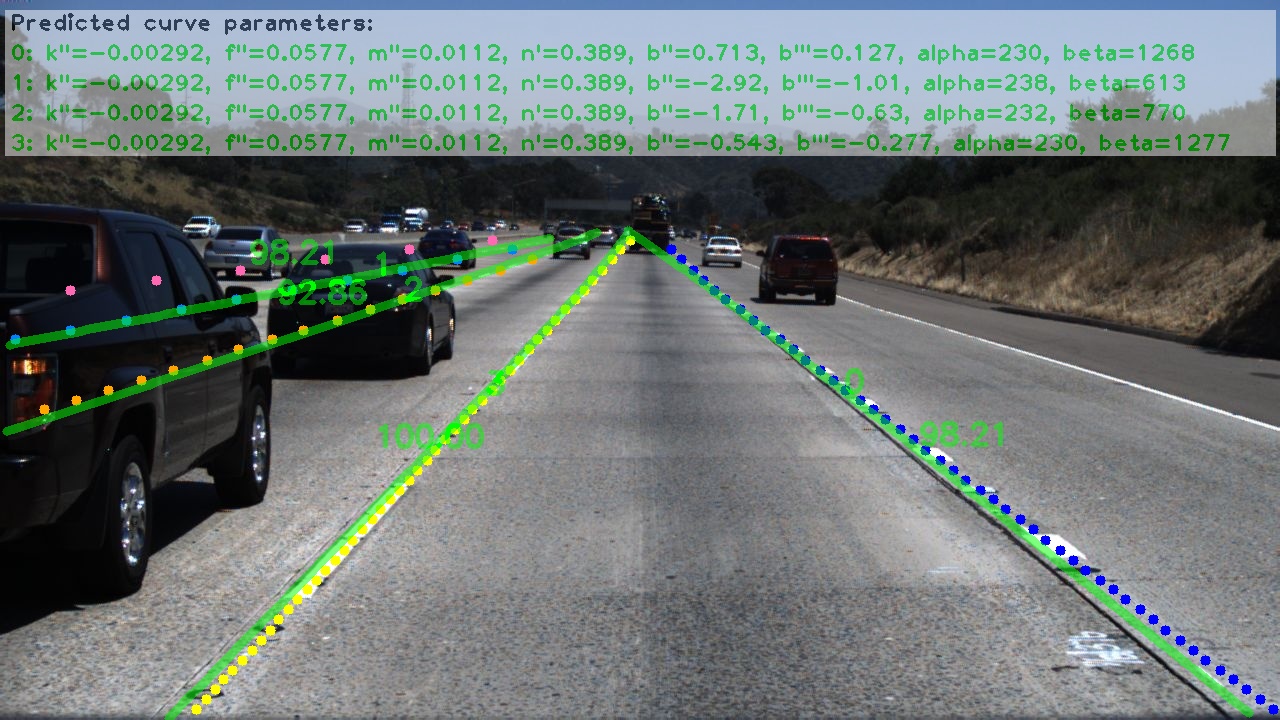 Predicted curve parameters:
0: k''=-0.00292, f''=0.0577, m''=0.0112, n'=0.389, b''=0.713, b'''=0.127, alpha=230, beta=1268
1: k''=-0.00292, f''=0.0577, m''=0.0112, n'=0.389, b''=-2.92, b'''=-1.01, alpha=238, beta=613
2: k''=-0.00292, f''=0.0577, m''=0.0112, n'=0.389, b''=-1.71, b'''=-0.63, alpha=232, beta=770
3: k''=-0.00292, f''=0.0577, m''=0.0112, n'=0.389, b''=-0.543, b'''=-0.277, alpha=230, beta=1277
98.21
1
92.86
2
0
100.00
98.21